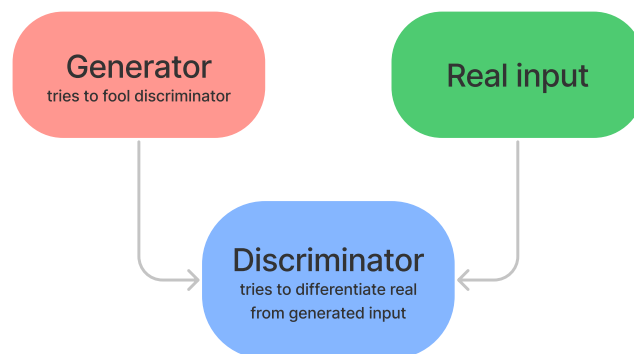 Generator
tries to fool discriminator
Real input
Discriminator
tries to differentiate real
from generated input